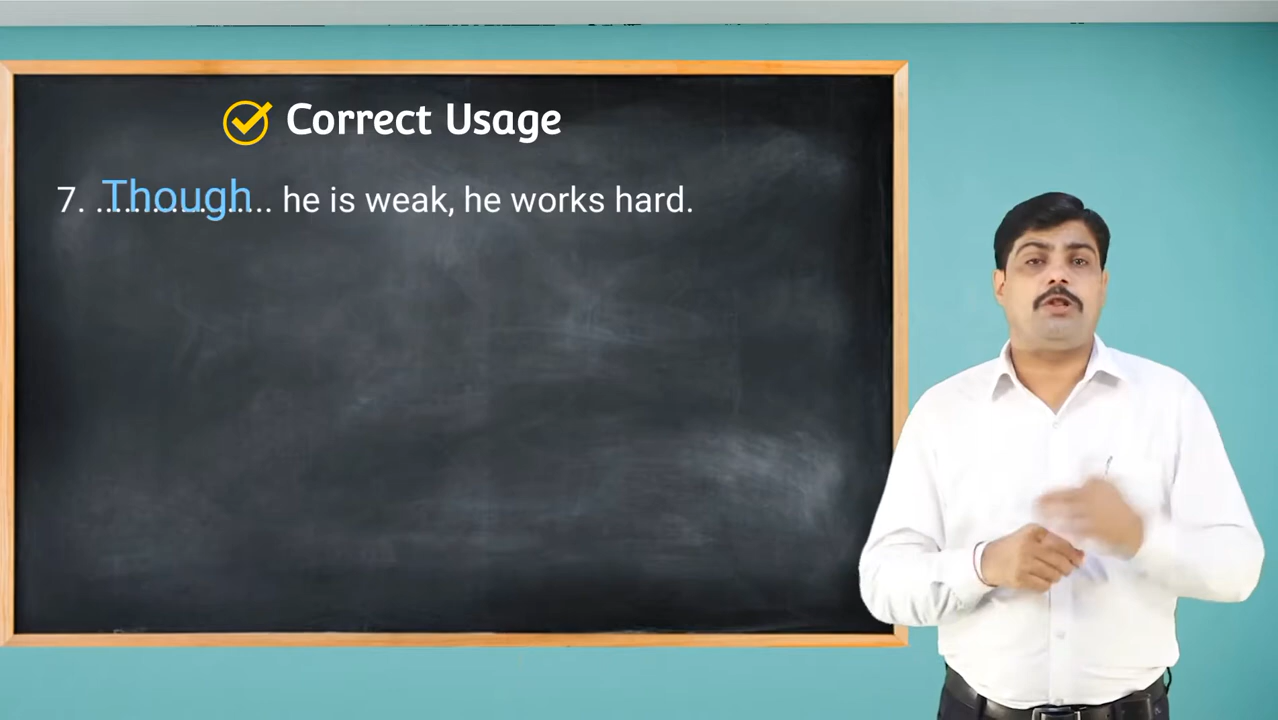 Correct Usage
7. ...Though... he is weak, he works hard.